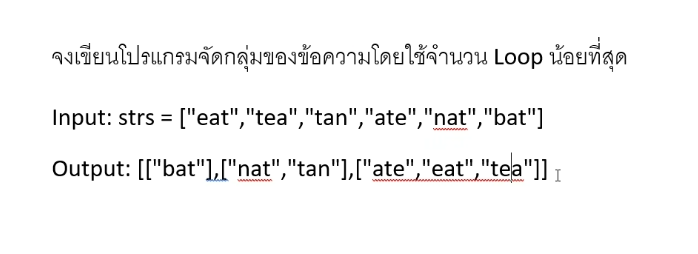 จงเขียนโปรแกรมจัดกลุ่มของข้อความโดยใช้จำนวน Loop น้อยที่สุด
Input: strs = ["eat","tea","tan","ate","nat","bat"]
Output: [["bat"],["nat","tan"],["ate","eat","tea"]]